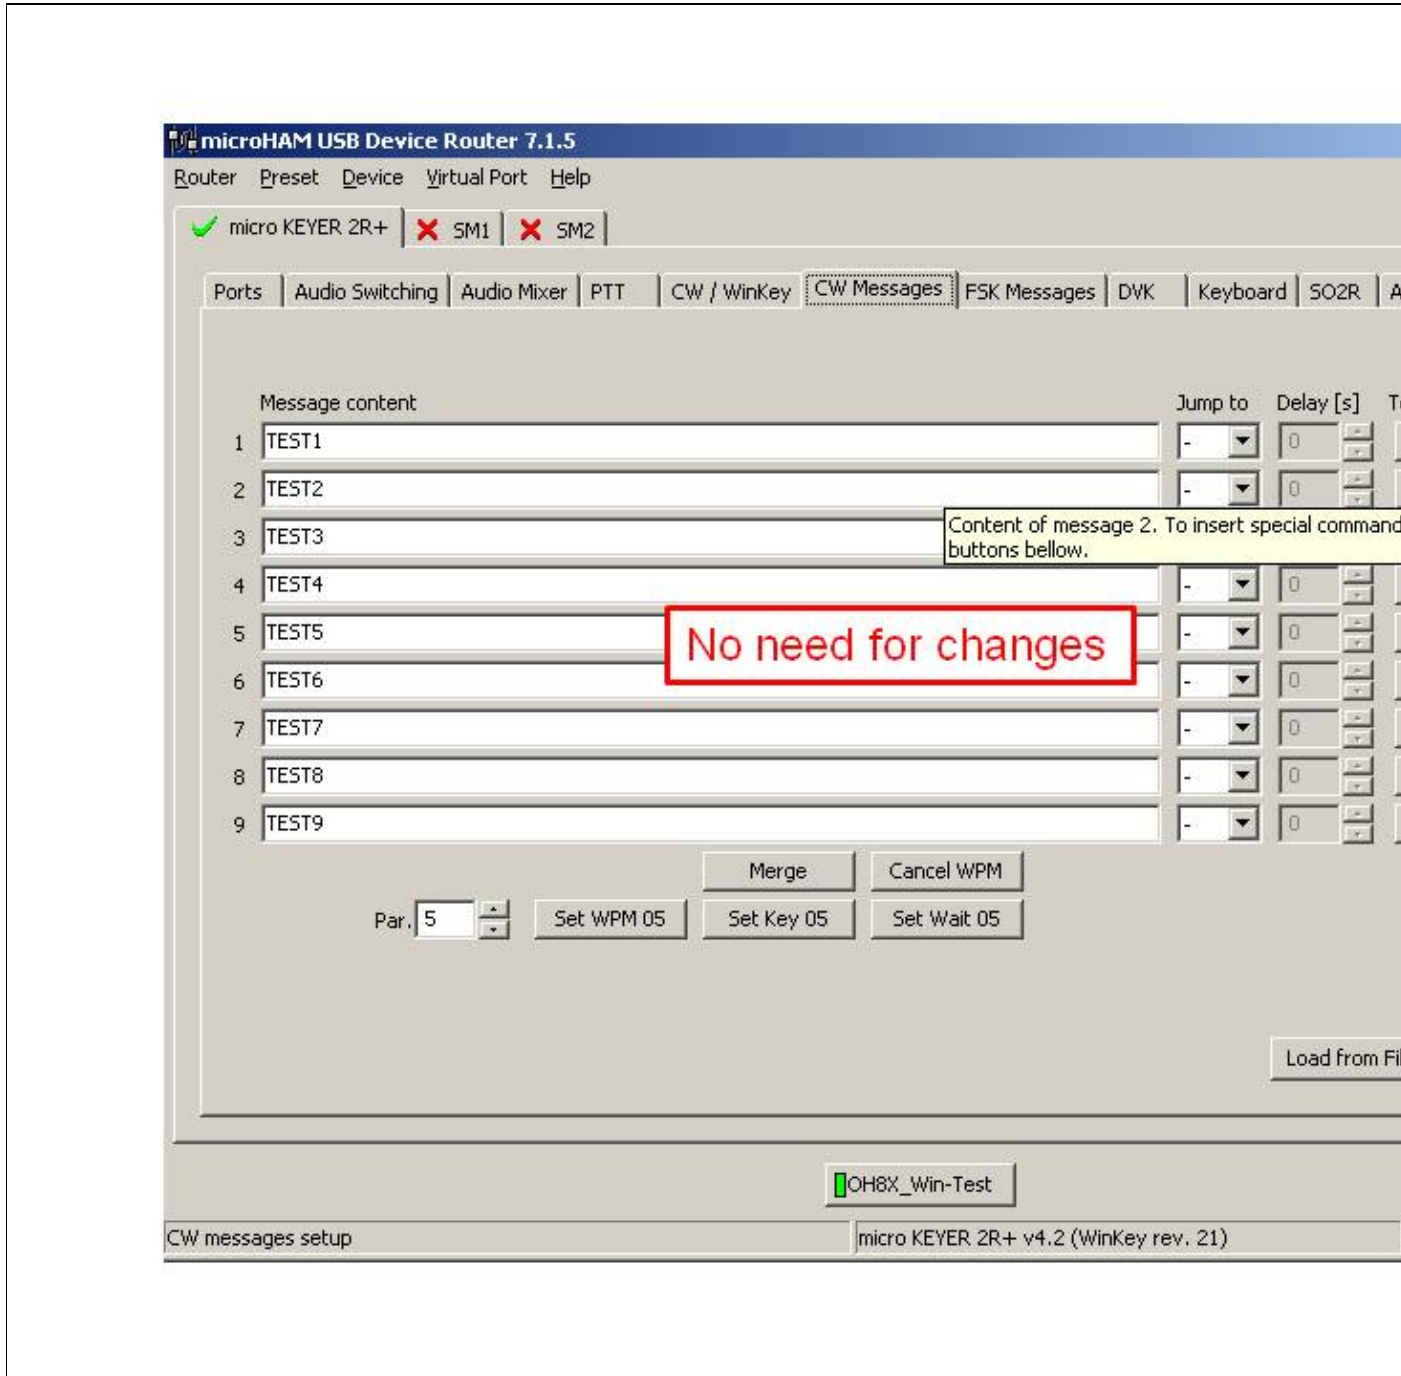 microHAM USB Device Router 7.1.5
Router Preset Device Virtual Port Help
micro KEYER 2R+ SM1 SM2
Ports Audio Switching Audio Mixer PTT CW / WinKey CW Messages FSK Messages DVK Keyboard SO2R A
Message content Jump to Delay [s]
1 TEST1 - 0
2 TEST2 - 0
Content of message 2. To insert special command
buttons bellow.
3 TEST3
4 TEST4 - 0
5 TEST5 - 0
No need for changes
6 TEST6 - 0
7 TEST7 - 0
8 TEST8 - 0
9 TEST9 - 0
Merge Cancel WPM
Par. 5 Set WPM 05 Set Key 05 Set Wait 05
Load from Fi
OH8X_Win-Test
CW messages setup micro KEYER 2R+ v4.2 (WinKey rev. 21)